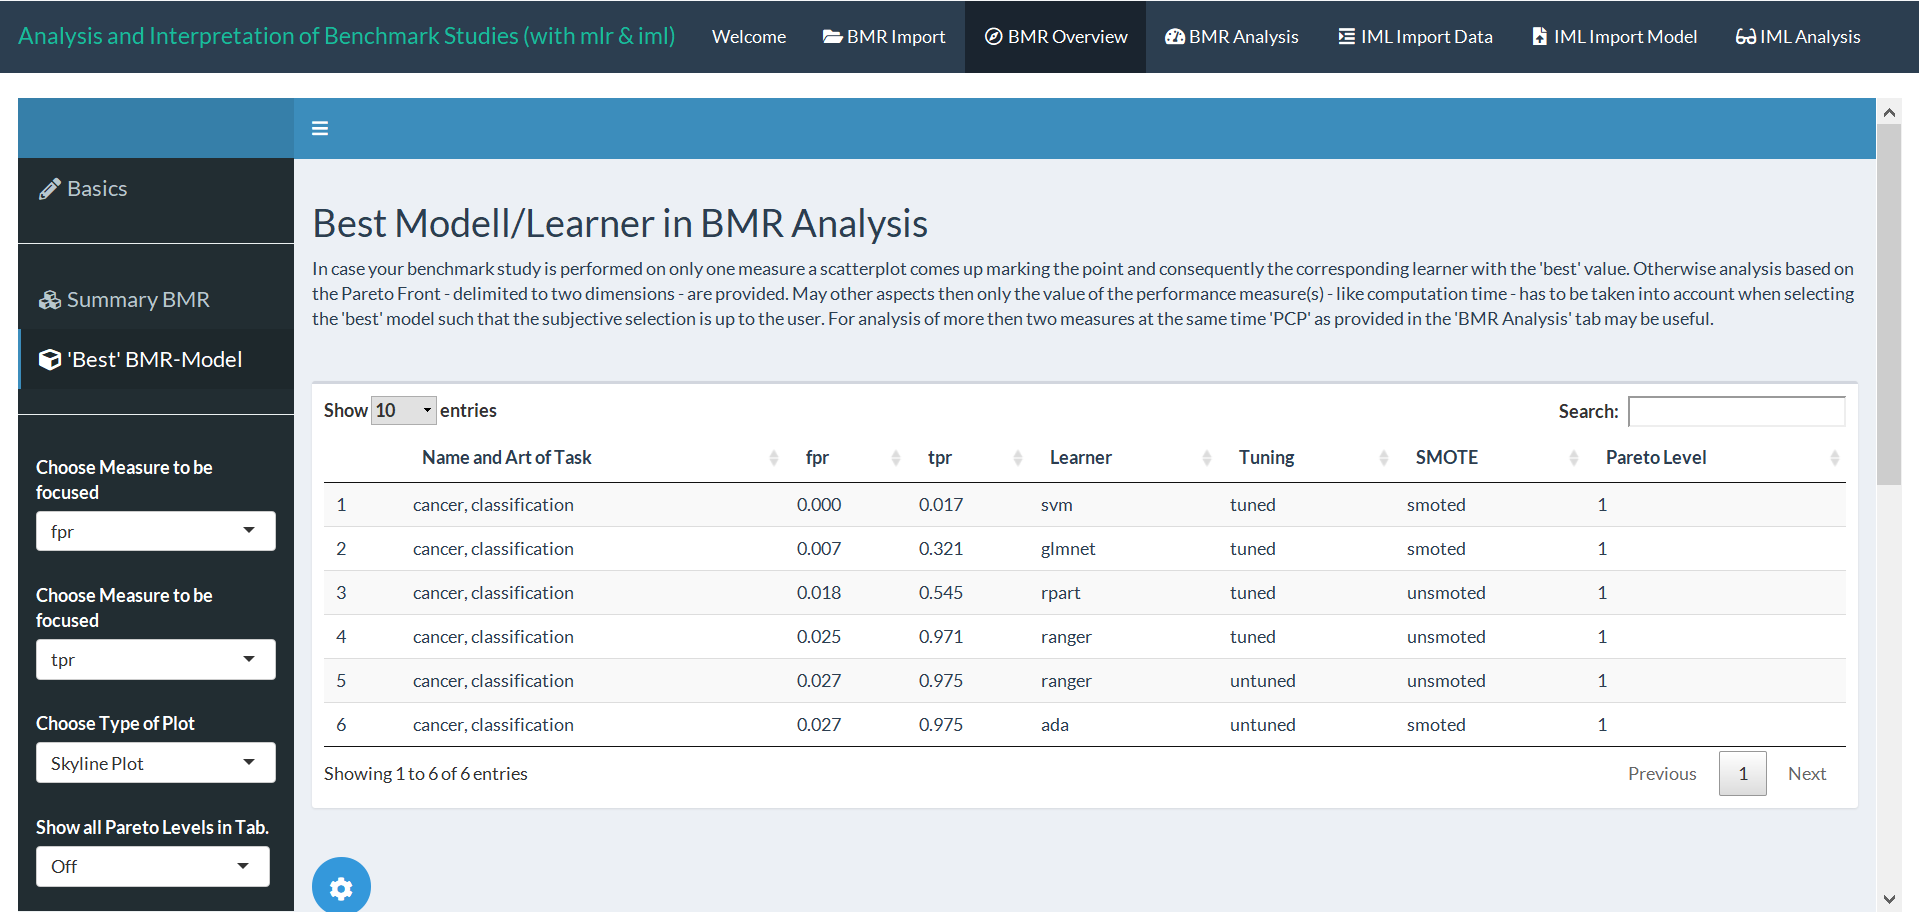 Analysis and Interpretation of Benchmark Studies (with mlr & iml) Welcome BMR Import BMR Overview BMR Analysis IML Import Data IML Import Model IML Analysis
Basics
Summary BMR
'Best' BMR-Model
Choose Measure to be
focused
fpr
Choose Measure to be
focused
tpr
Choose Type of Plot
Skyline Plot
Show all Pareto Levels in Tab.
Off
Best Modell/Learner in BMR Analysis
In case your benchmark study is performed on only one measure a scatterplot comes up marking the point and consequently the corresponding learner with the 'best' value. Otherwise analysis based on
the Pareto Front - delimited to two dimensions - are provided. May other aspects then only the value of the performance measure(s) - like computation time - has to be taken into account when selecting
the 'best' model such that the subjective selection is up to the user. For analysis of more then two measures at the same time 'PCP' as provided in the 'BMR Analysis' tab may be useful.
Show 10 entries Search:
Name and Art of Task fpr tpr Learner Tuning SMOTE Pareto Level
1 cancer, classification 0.000 0.017 svm tuned smoted 1
2 cancer, classification 0.007 0.321 glmnet tuned smoted 1
3 cancer, classification 0.018 0.545 rpart tuned unsmoted 1
4 cancer, classification 0.025 0.971 ranger tuned unsmoted 1
5 cancer, classification 0.027 0.975 ranger untuned unsmoted 1
6 cancer, classification 0.027 0.975 ada untuned smoted 1
Showing 1 to 6 of 6 entries Previous 1 Next